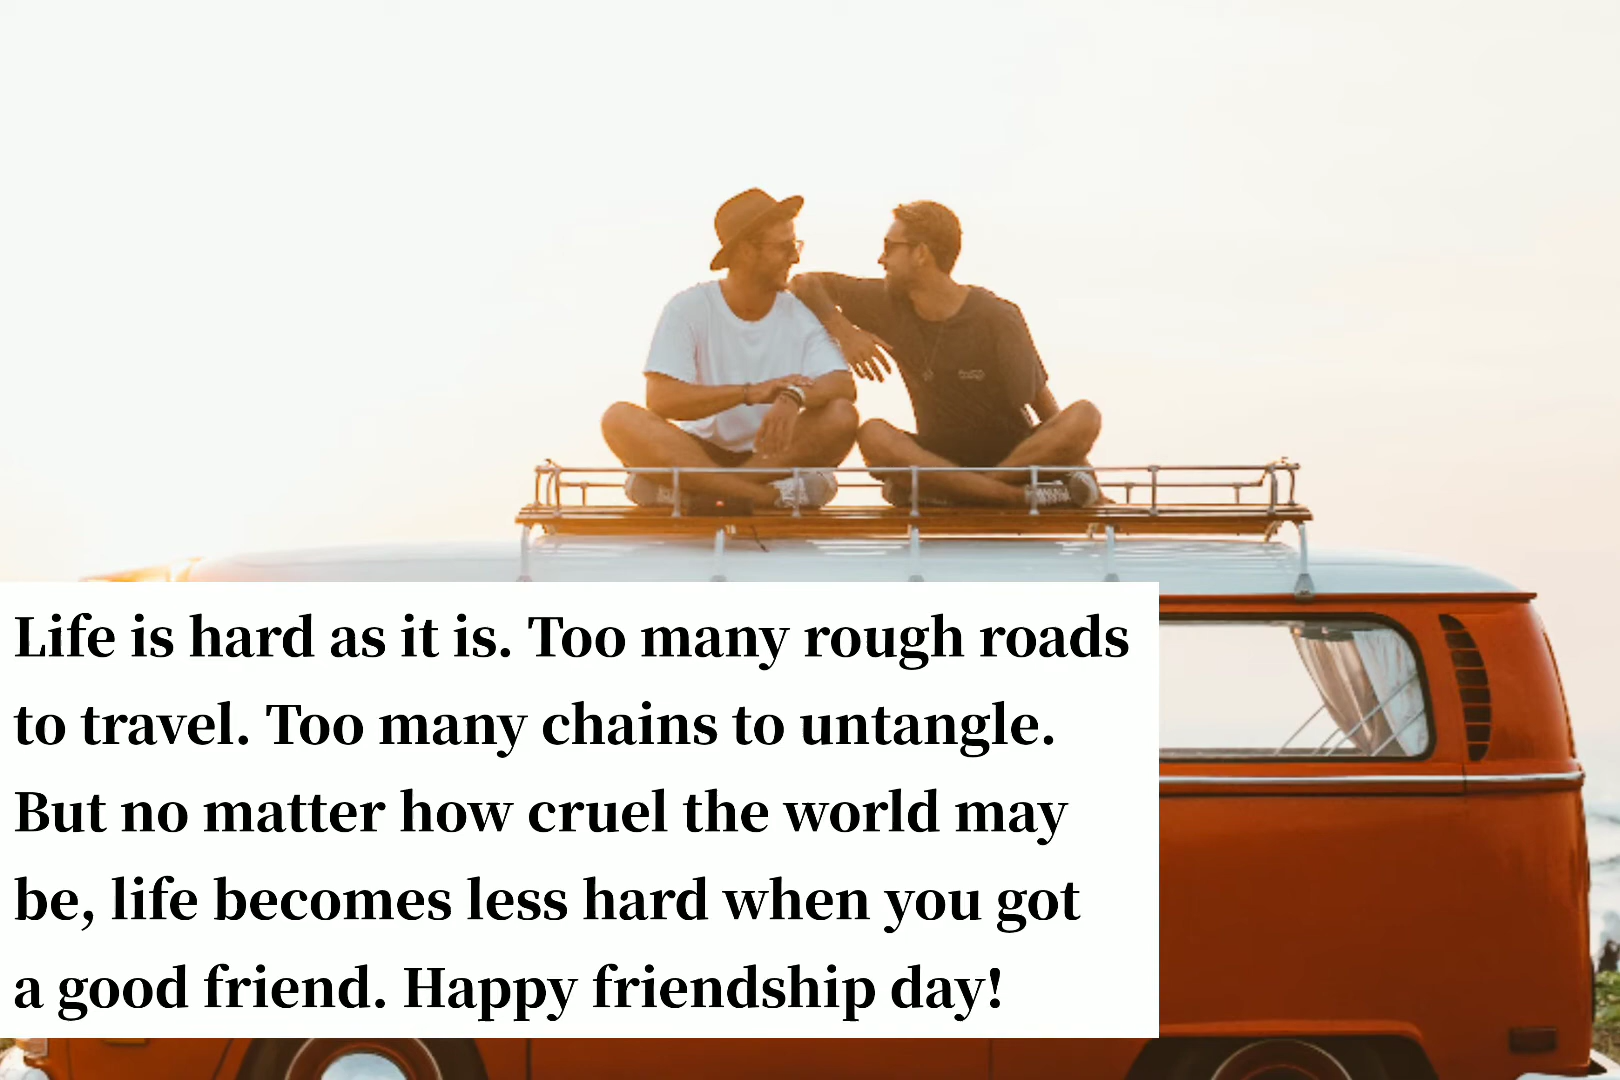 Life is hard as it is. Too many rough roads
to travel. Too many chains to untangle.
But no matter how cruel the world may
be, life becomes less hard when you got
a good friend. Happy friendship day!